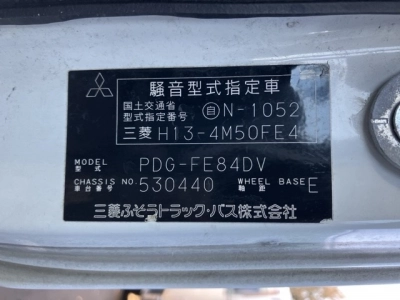 騒音型式指定車
国土交通省
型式指定番号
自 N-1052
三菱 H13-4M50FE4
MODEL
型式
PDG-FE84DV
CHASSIS NO.
車台番号
530440
WHEEL BASE
軸距
E
三菱ふそうトラック・バス株式会社